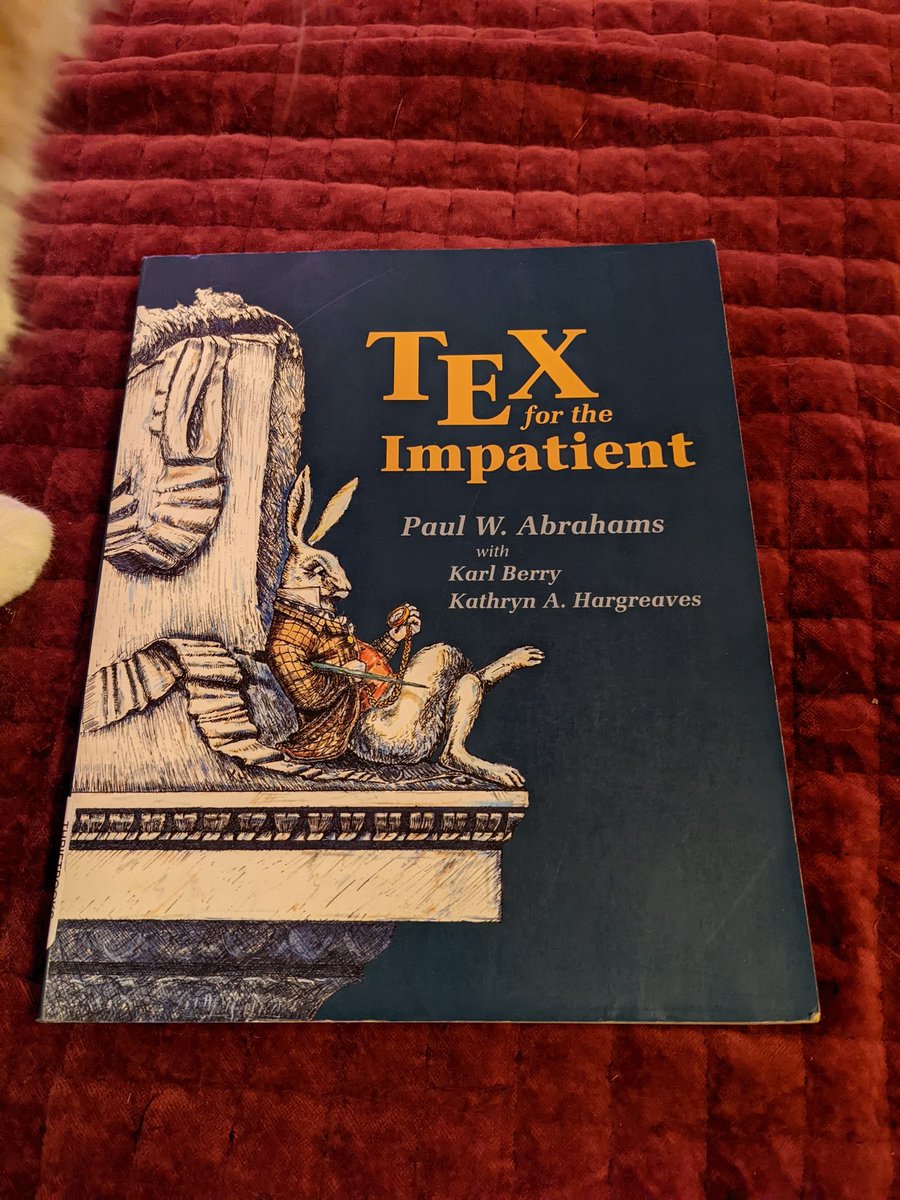 TEX
for the
Impatient
Paul W. Abrahams
with
Karl Berry
Kathryn A. Hargreaves